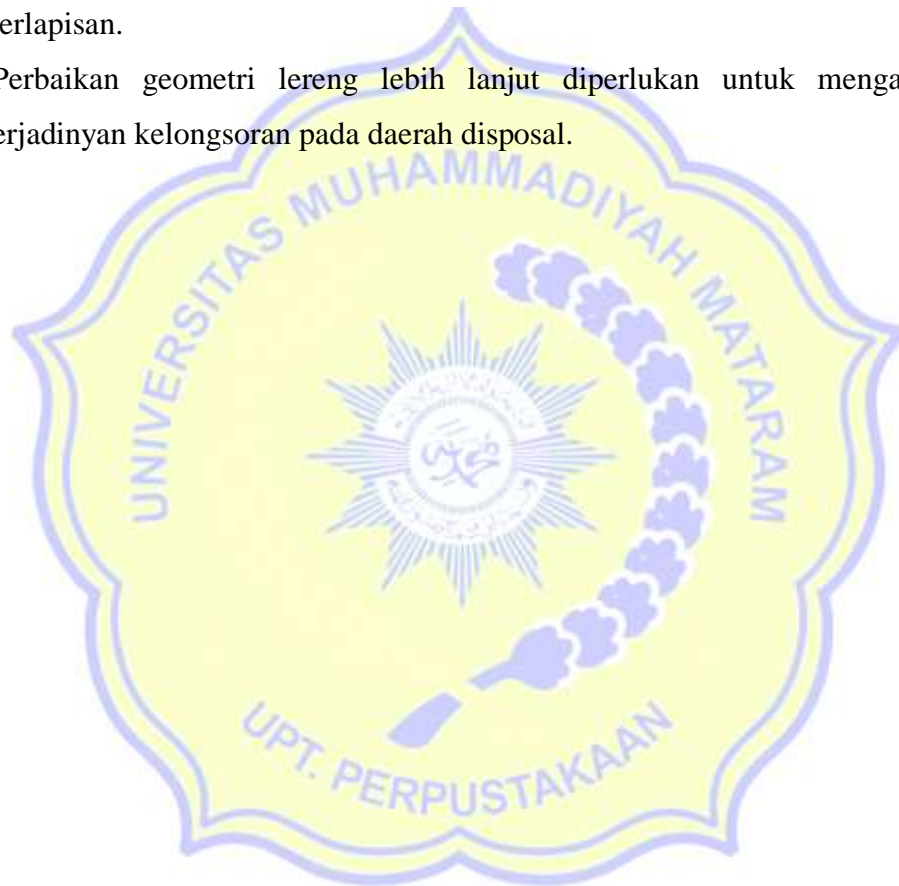 erlapisan.
Perbaikan geometri lereng lebih lanjut diperlukan untuk menga
erjadinyan kelongsoran pada daerah disposal.
UNIVERSITAS MUHAMMADIYAH MATARAM
UPT. PERPUSTAKAAN